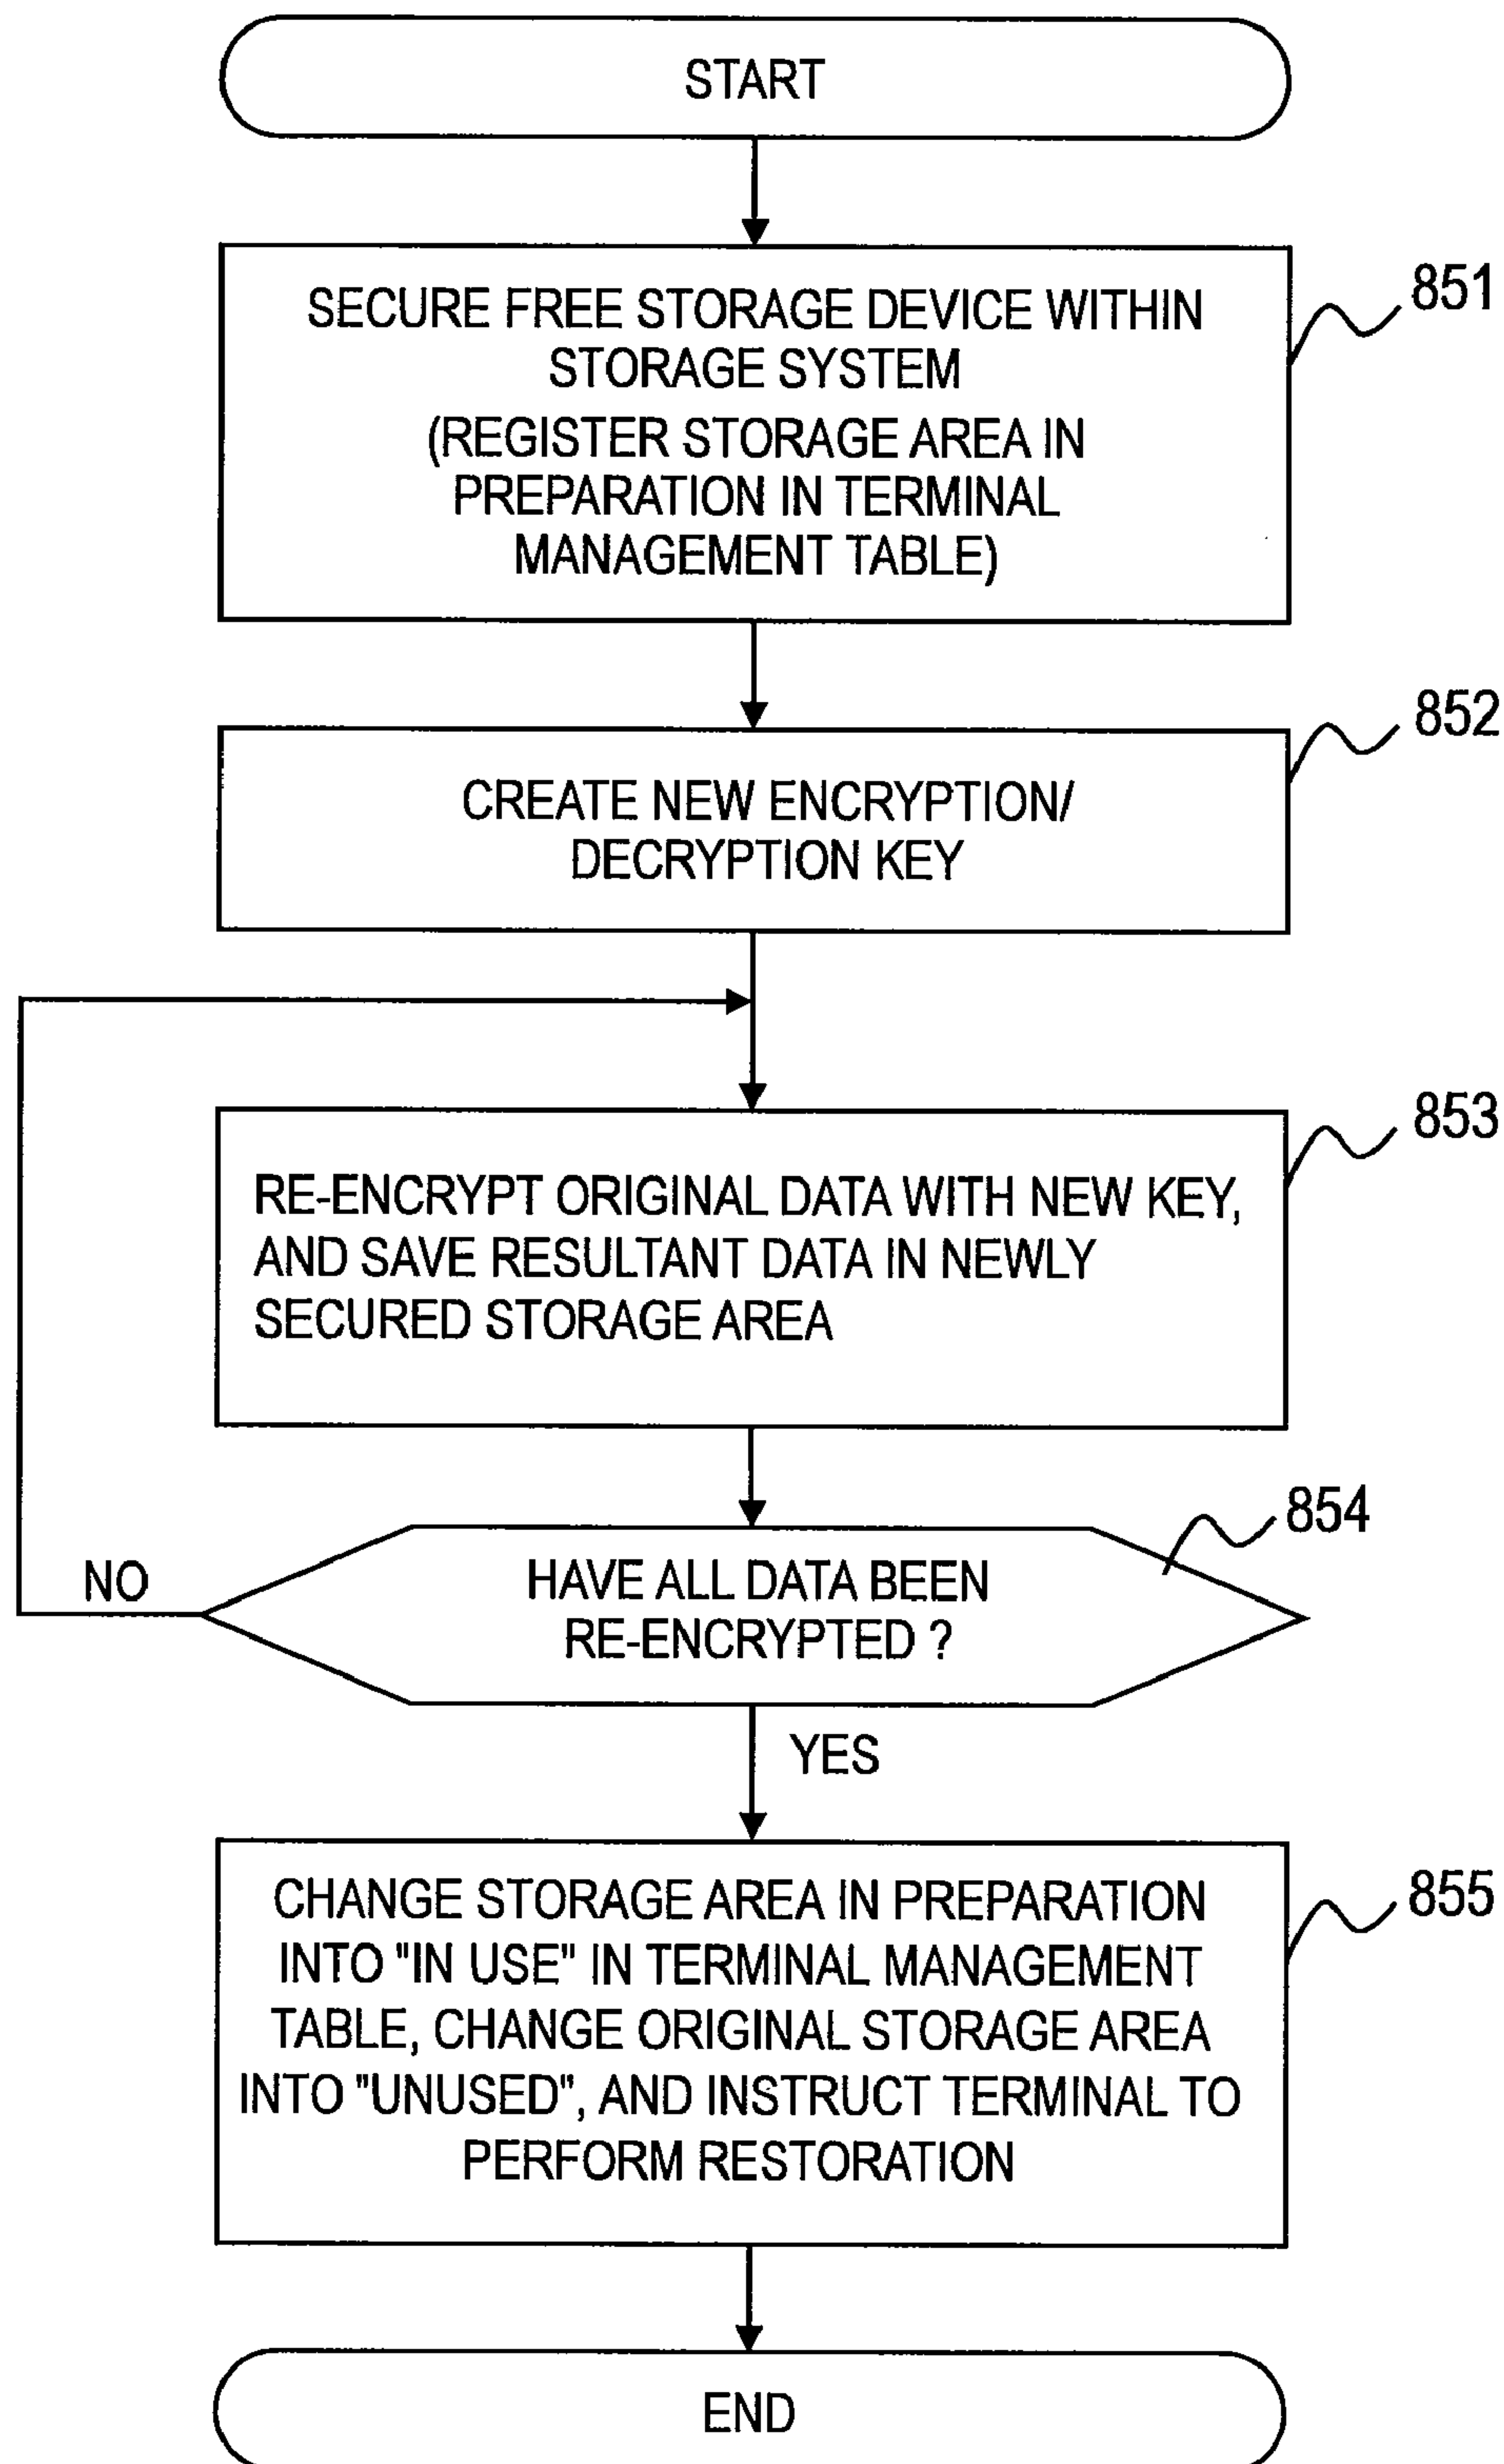 START
SECURE FREE STORAGE DEVICE WITHIN
STORAGE SYSTEM
(REGISTER STORAGE AREA IN
PREPARATION IN TERMINAL
MANAGEMENT TABLE)
851
CREATE NEW ENCRYPTION/
DECRYPTION KEY
852
RE-ENCRYPT ORIGINAL DATA WITH NEW KEY,
AND SAVE RESULTANT DATA IN NEWLY
SECURED STORAGE AREA
853
HAVE ALL DATA BEEN
RE-ENCRYPTED ?
854
NO
YES
CHANGE STORAGE AREA IN PREPARATION
INTO "IN USE" IN TERMINAL MANAGEMENT
TABLE, CHANGE ORIGINAL STORAGE AREA
INTO "UNUSED", AND INSTRUCT TERMINAL TO
PERFORM RESTORATION
855
END